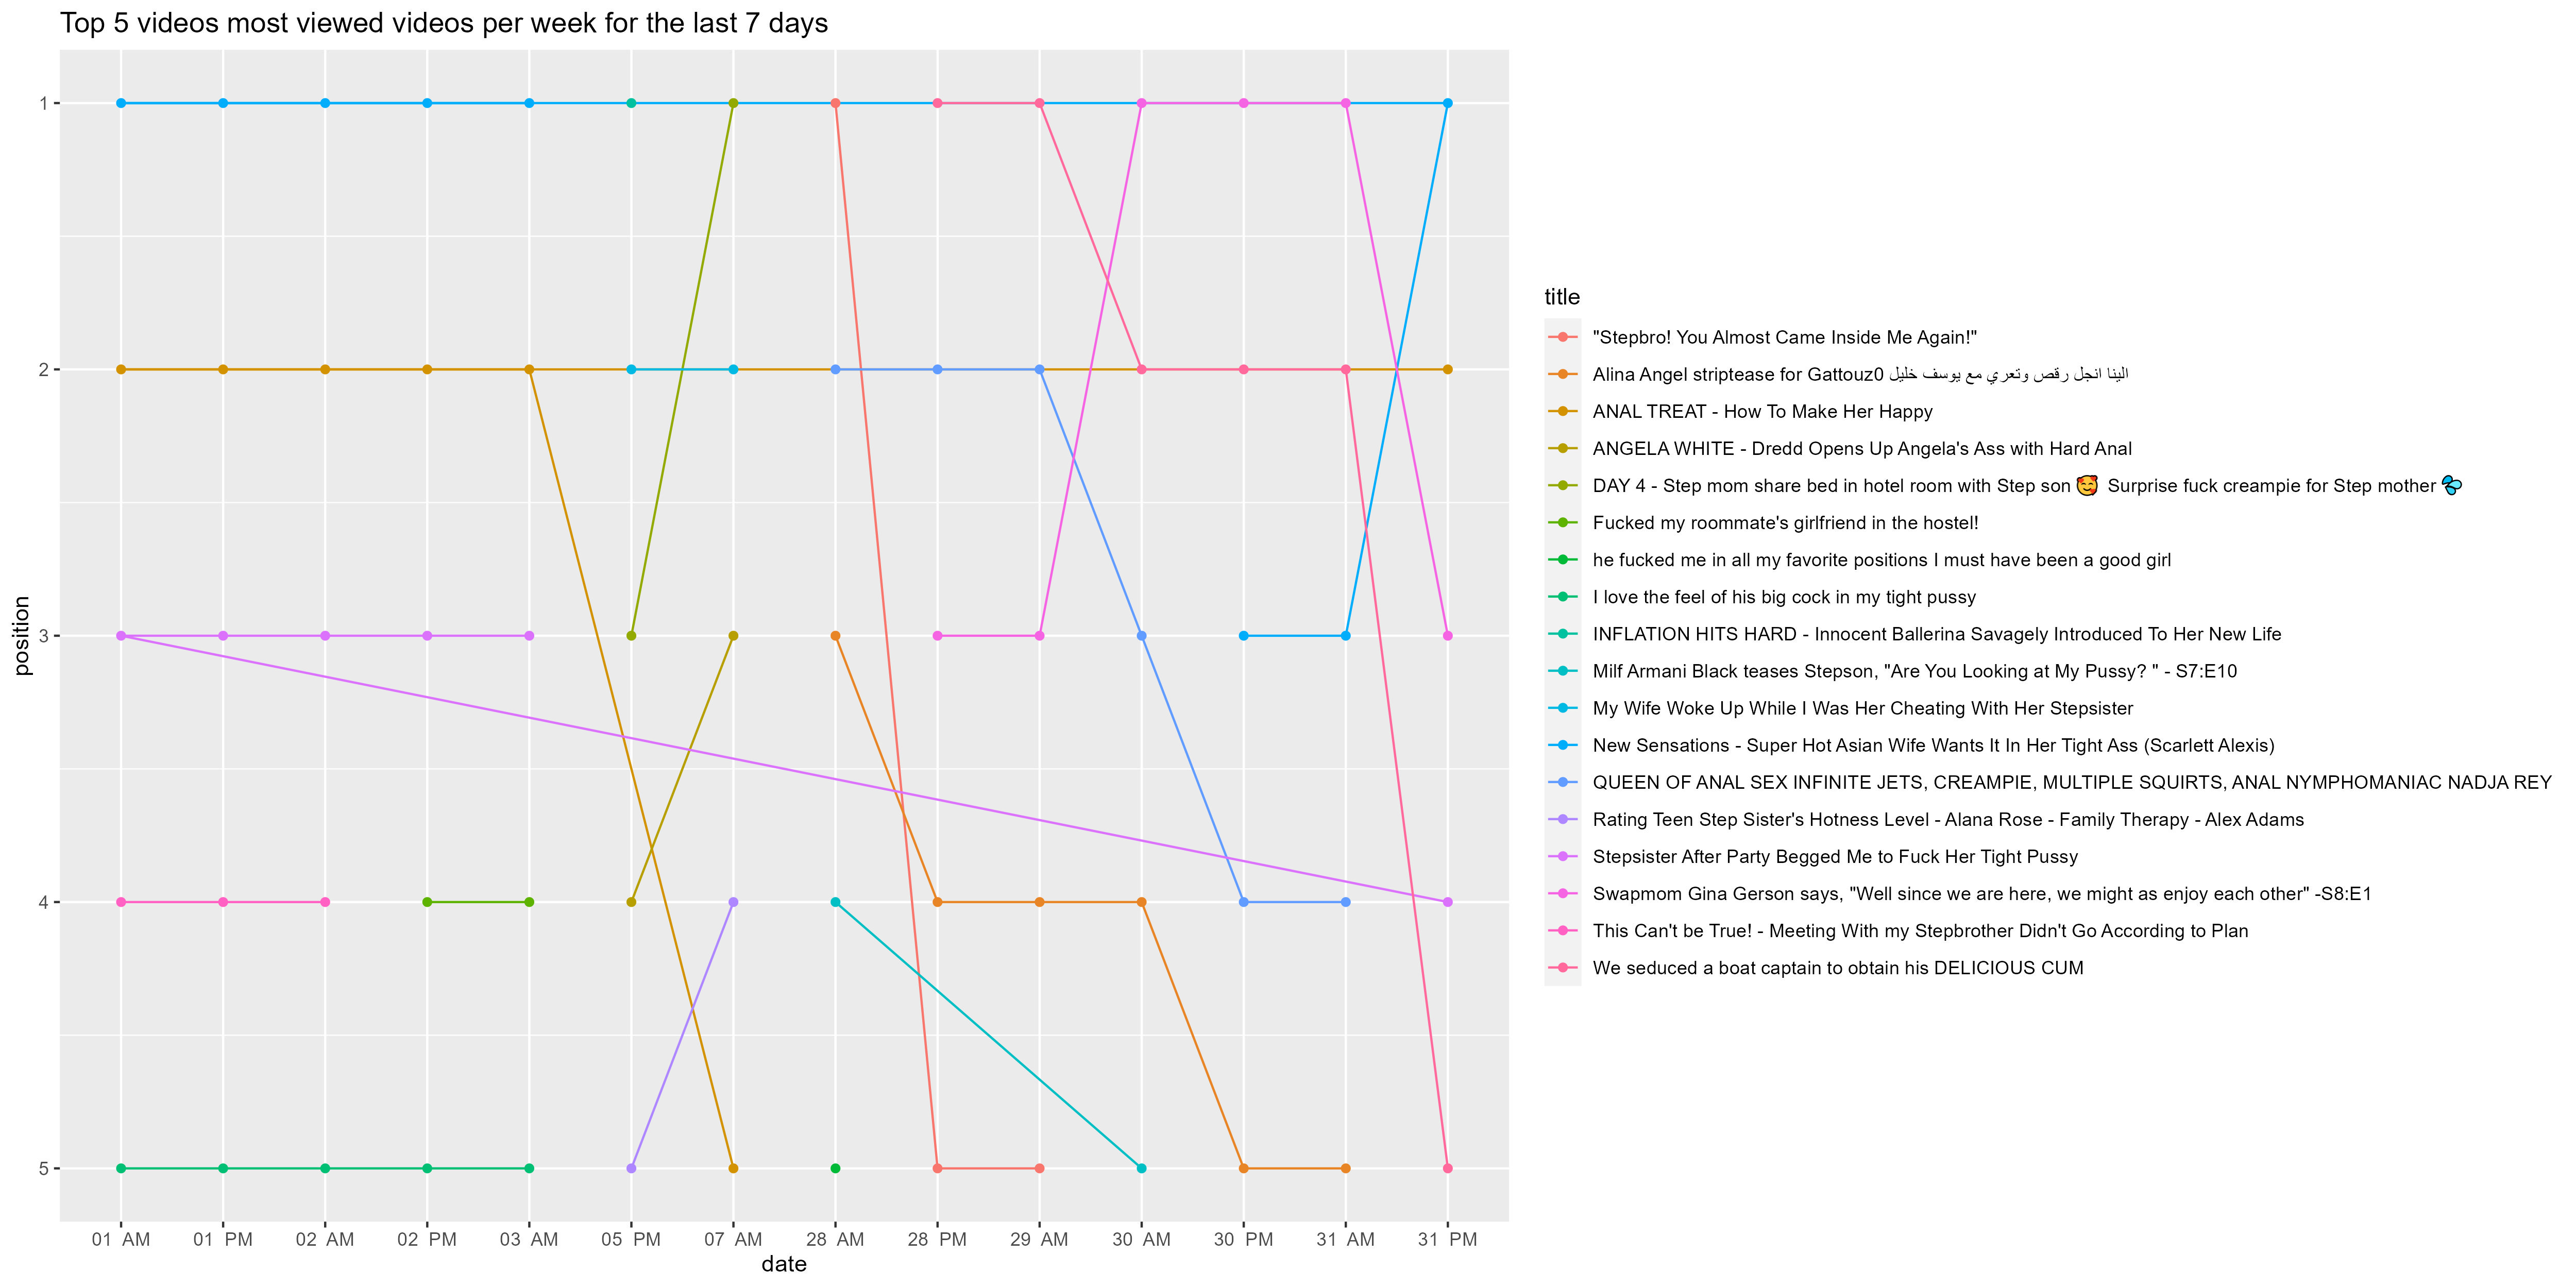 Top 5 videos most viewed videos per week for the last 7 days
position
1
2
3
4
5
01 AM
01 PM
02 AM
02 PM
03 AM
05 PM
07 AM
28 AM
28 PM
29 AM
30 AM
30 PM
31 AM
31 PM
date
title
"Stepbro! You Almost Came Inside Me Again!"
Alina Angel striptease for Gattouz0 الينا انجل رقص وتعري مع يوسف خليل
ANAL TREAT - How To Make Her Happy
ANGELA WHITE - Dredd Opens Up Angela's Ass with Hard Anal
DAY 4 - Step mom share bed in hotel room with Step son 🥰 Surprise fuck creampie for Step mother 💦
Fucked my roommate's girlfriend in the hostel!
he fucked me in all my favorite positions I must have been a good girl
I love the feel of his big cock in my tight pussy
INFLATION HITS HARD - Innocent Ballerina Savagely Introduced To Her New Life
Milf Armani Black teases Stepson, "Are You Looking at My Pussy? " - S7:E10
My Wife Woke Up While I Was Her Cheating With Her Stepsister
New Sensations - Super Hot Asian Wife Wants It In Her Tight Ass (Scarlett Alexis)
QUEEN OF ANAL SEX INFINITE JETS, CREAMPIE, MULTIPLE SQUIRTS, ANAL NYMPHOMANIAC NADJA REY
Rating Teen Step Sister's Hotness Level - Alana Rose - Family Therapy - Alex Adams
Stepsister After Party Begged Me to Fuck Her Tight Pussy
Swapmom Gina Gerson says, "Well since we are here, we might as enjoy each other" -S8:E1
This Can't be True! - Meeting With my Stepbrother Didn't Go According to Plan
We seduced a boat captain to obtain his DELICIOUS CUM